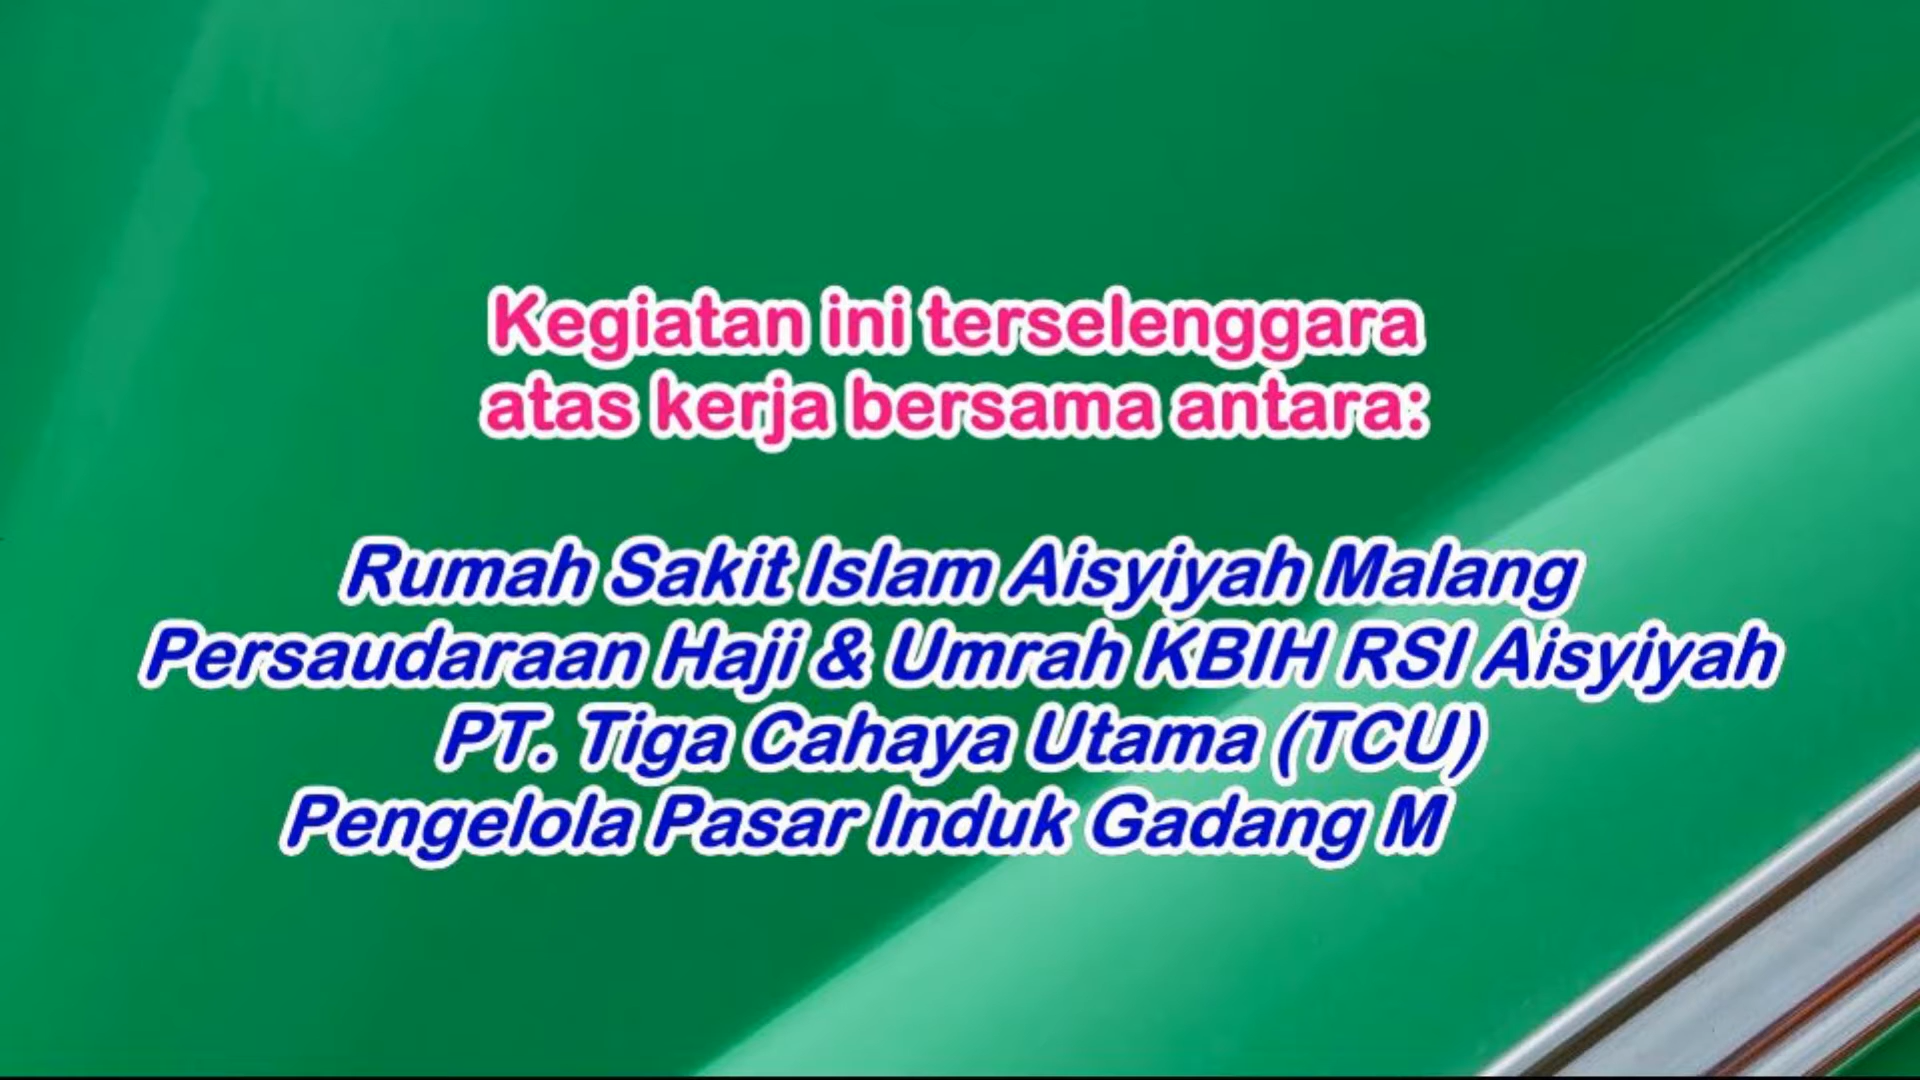 Kegiatan ini terselenggara
atas kerja bersama antara:
Rumah Sakit Islam Aisyiyah Malang
Persaudaraan Haji & Umrah KBIH RSI Aisyiyah
PT. Tiga Cahaya Utama (TCU)
Pengelola Pasar Induk Gadang M